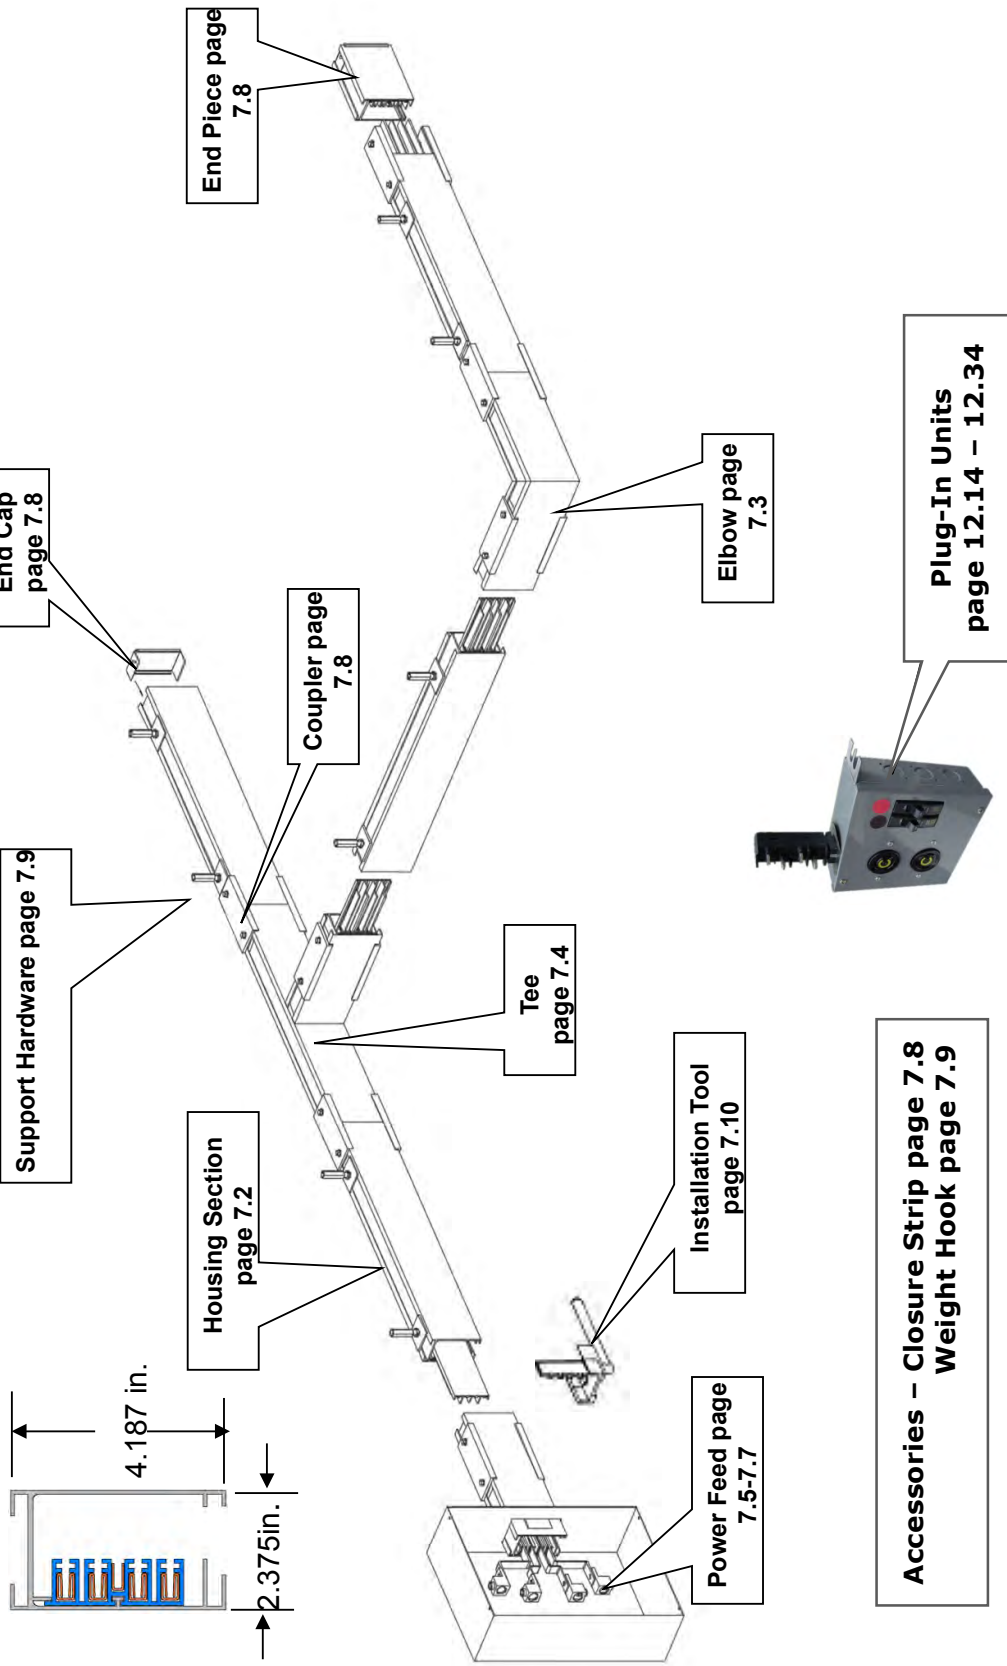 4.187 in.
2.375in.
Support Hardware page 7.9
End Cap
page 7.8
End Piece page
7.8
Housing Section
page 7.2
Coupler page
7.8
Tee
page 7.4
Elbow page
7.3
Installation Tool
page 7.10
Power Feed page
7.5-7.7
Plug-In Units
page 12.14 – 12.34
Accessories – Closure Strip page 7.8
Weight Hook page 7.9